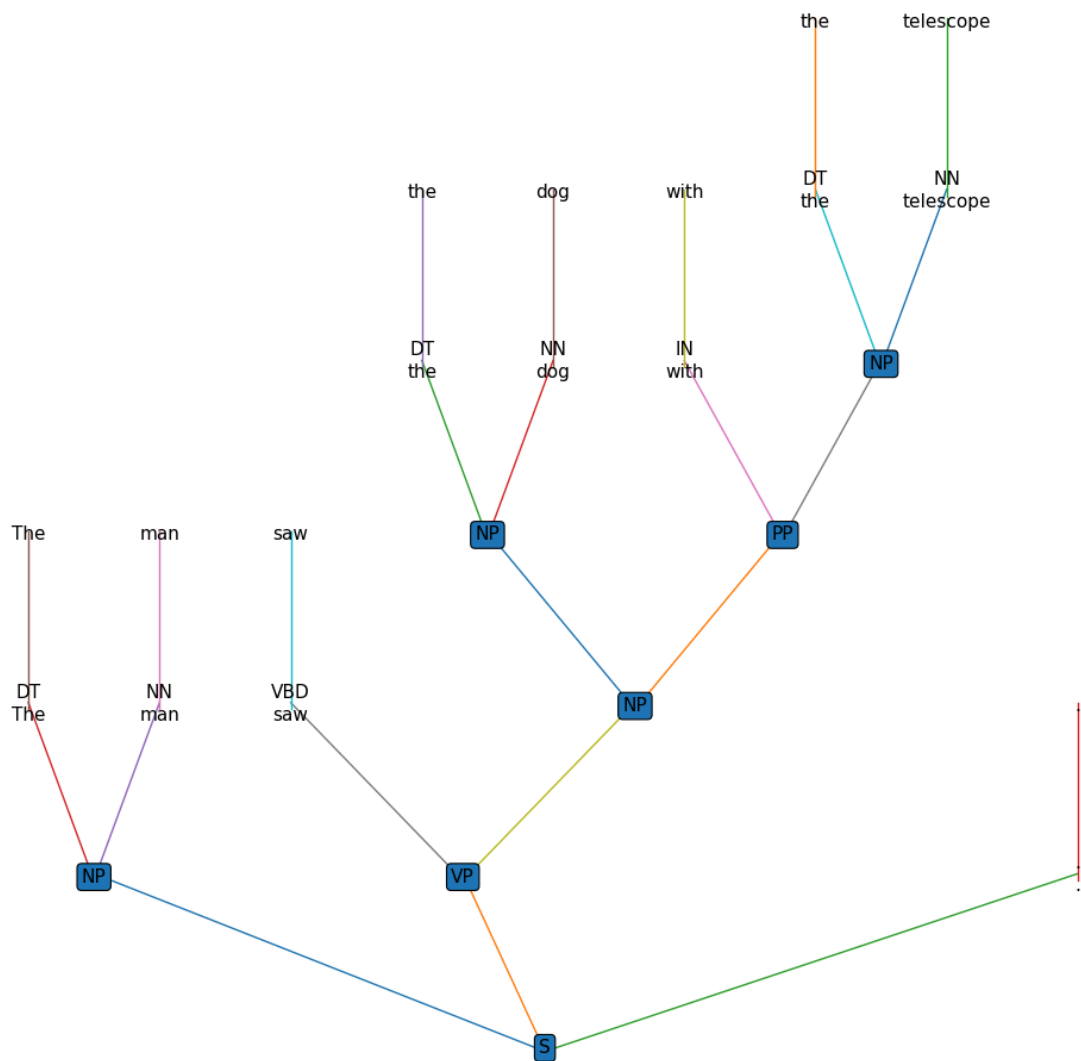 the telescope
DT NN
the dog with the telescope
DT NN IN NP
the dog with
The man saw NP PP
DT NN VBD NP
The man saw .
NP VP .
.
S